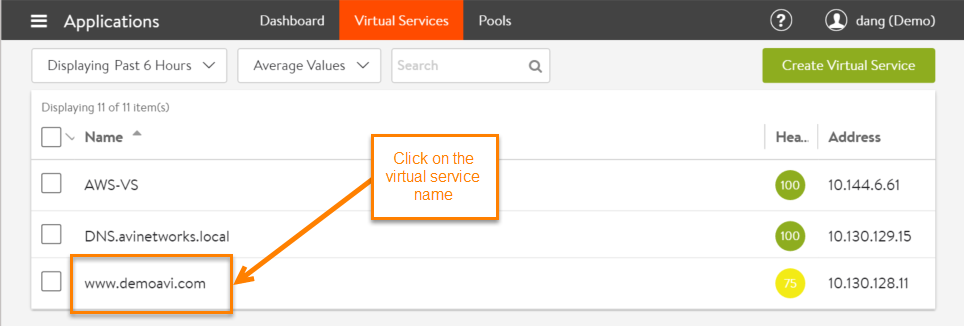 Applications Dashboard Virtual Services Pools ? dang (Demo)
Displaying Past 6 Hours Average Values Search Create Virtual Service
Displaying 11 of 11 item(s)
Name Hea... Address
Click on the
virtual service
name
AWS-VS 100 10.144.6.61
DNS.avinetworks.local 100 10.130.129.15
www.demoavi.com 75 10.130.128.11